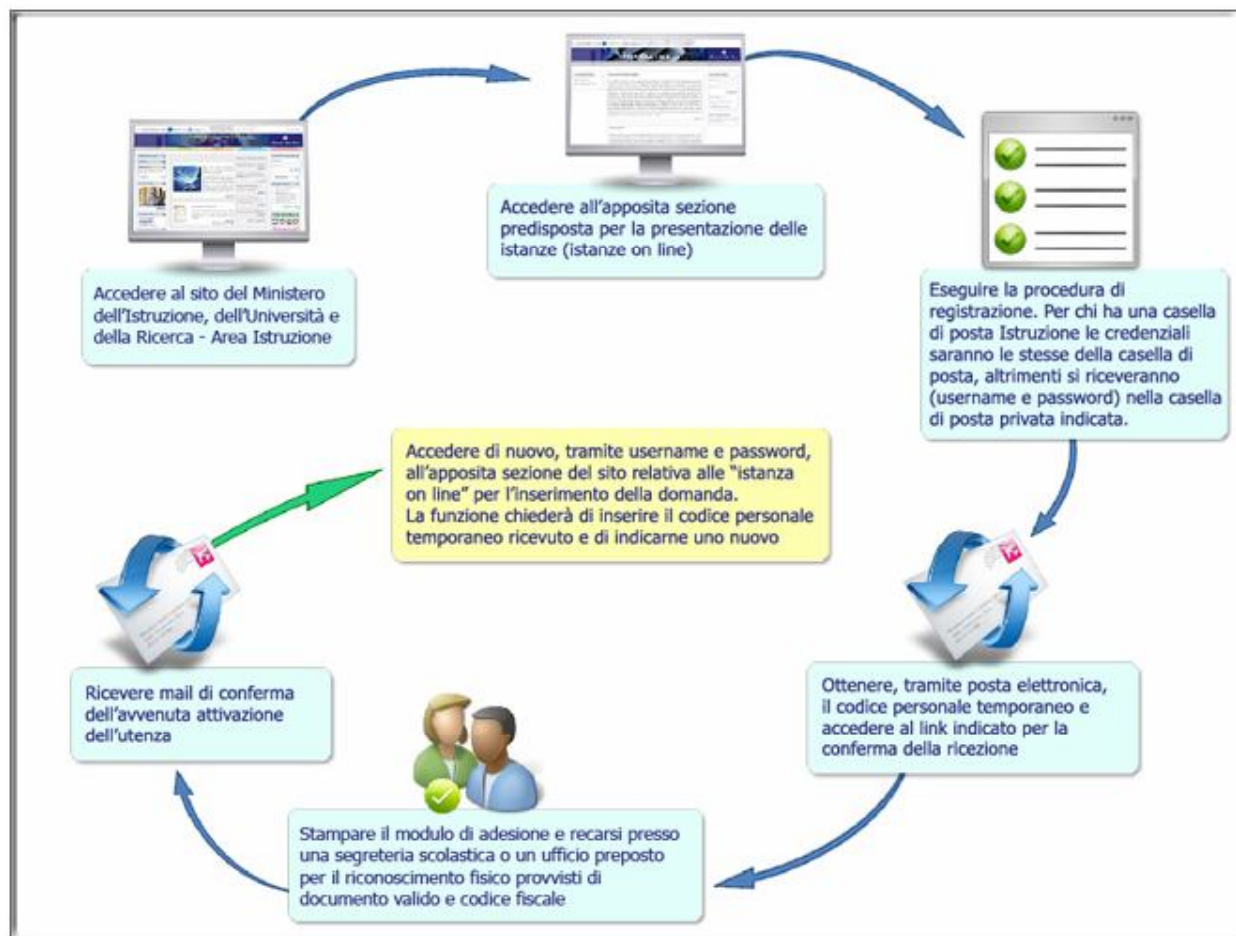 Accedere al sito del Ministero
dell'Istruzione, dell'Università e
della Ricerca - Area Istruzione
Accedere all'apposita sezione
predisposta per la presentazione delle
istanze (istanze on line)
Eseguire la procedura di
registrazione. Per chi ha una casella
di posta Istruzione le credenziali
saranno le stesse della casella di
posta, altrimenti si riceveranno
(username e password) nella casella
di posta privata indicata.
Ottenere, tramite posta elettronica,
il codice personale temporaneo e
accedere al link indicato per la
conferma della ricezione
Stampare il modulo di adesione e recarsi presso
una segreteria scolastica o un ufficio preposto
per il riconoscimento fisico provvisti di
documento valido e codice fiscale
Ricevere mail di conferma
dell'avvenuta attivazione
dell'utenza
Accedere di nuovo, tramite username e password,
all'apposita sezione del sito relativa alle "istanza
on line" per l'inserimento della domanda.
La funzione chiederà di inserire il codice personale
temporaneo ricevuto e di indicarne uno nuovo